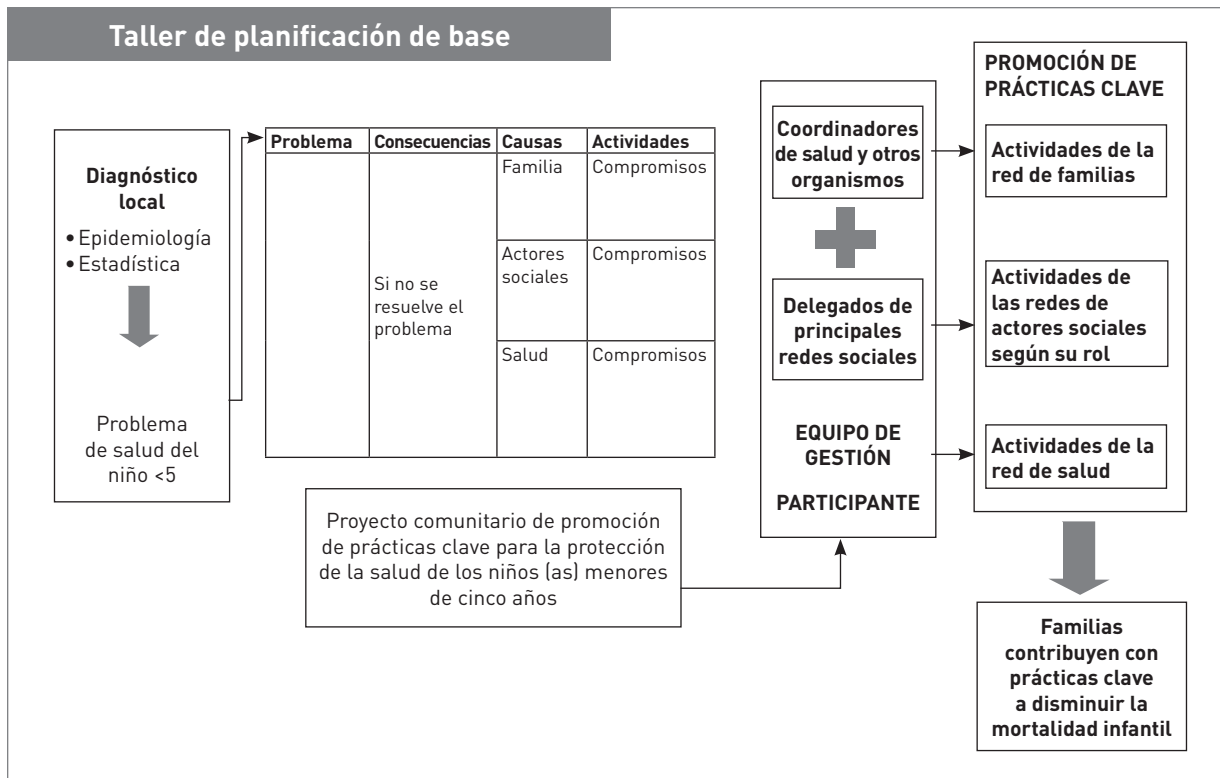 Taller de planificación de base
Diagnóstico
local
• Epidemiología
• Estadística
Problema
de salud del
niño <5
Problema Consecuencias Causas Actividades
Familia Compromisos
Actores
sociales
Compromisos
Si no se
resuelve el
problema
Salud Compromisos
Proyecto comunitario de promoción
de prácticas clave para la protección
de la salud de los niños (as) menores
de cinco años
Coordinadores
de salud y otros
organismos
Delegados de
principales
redes sociales
EQUIPO DE
GESTIÓN
PARTICIPANTE
PROMOCIÓN DE
PRÁCTICAS CLAVE
Actividades de la
red de familias
Actividades de
las redes de
actores sociales
según su rol
Actividades de la
red de salud
Familias
contribuyen con
prácticas clave
a disminuir la
mortalidad infantil